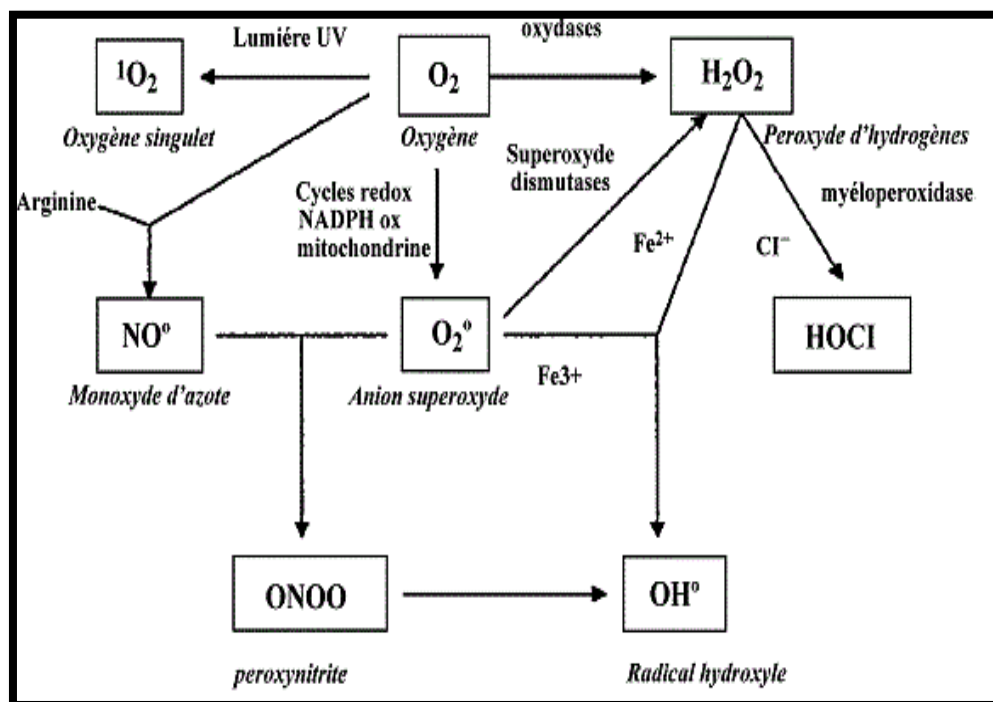 Lumiére UV
oxydases
¹O₂
O₂
H₂O₂
Oxygène singulet
Oxygène
Peroxyde d'hydrogènes
Superoxyde
dismutases
Arginine
Cycles redox
NADPH ox
mitochondrine
myéloperoxidase
Fe²⁺
Cl⁻
NO°
O₂°
HOCl
Monoxyde d'azote
Anion superoxyde
Fe3+
ONOO
OH°
peroxynitrite
Radical hydroxyle